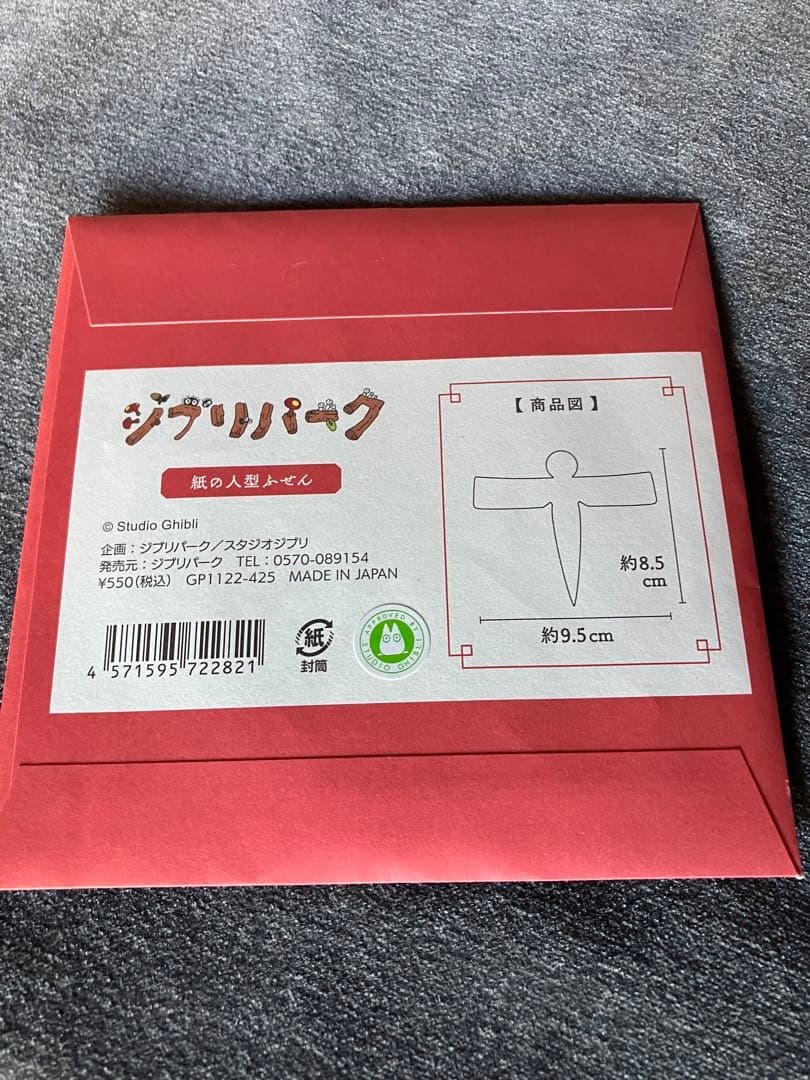 ジブリパーク
紙の人型ふせん
© Studio Ghibli
企画：ジブリパーク／スタジオジブリ
発売元：ジブリパーク TEL：0570-089154
¥550(税込) GP1122-425 MADE IN JAPAN
4 571595 722821
紙
封筒
APPROVED BY STUDIO GHIBLI
【商品図】
約8.5
cm
約9.5cm